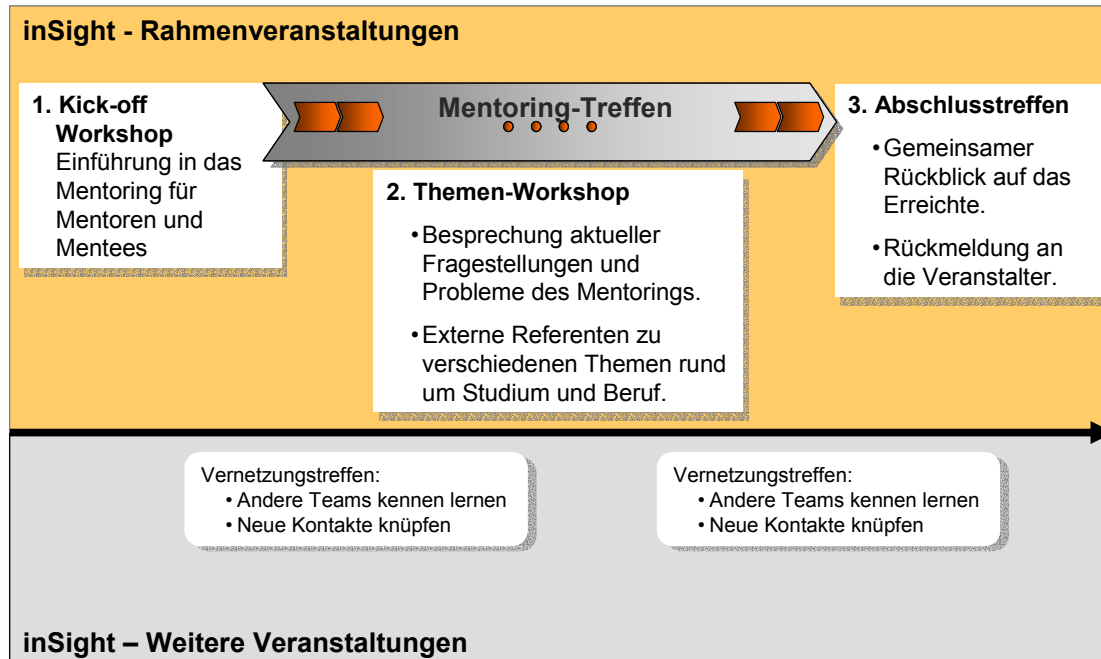 inSight - Rahmenveranstaltungen
1. Kick-off
Workshop
Einführung in das
Mentoring für
Mentoren und
Mentees
Mentoring-Treffen
2. Themen-Workshop
•Besprechung aktueller
Fragestellungen und
Probleme des Mentorings.
•Externe Referenten zu
verschiedenen Themen rund
um Studium und Beruf.
3. Abschlusstreffen
•Gemeinsamer
Rückblick auf das
Erreichte.
•Rückmeldung an
die Veranstalter.
Vernetzungstreffen:
• Andere Teams kennen lernen
• Neue Kontakte knüpfen
Vernetzungstreffen:
• Andere Teams kennen lernen
• Neue Kontakte knüpfen
inSight – Weitere Veranstaltungen